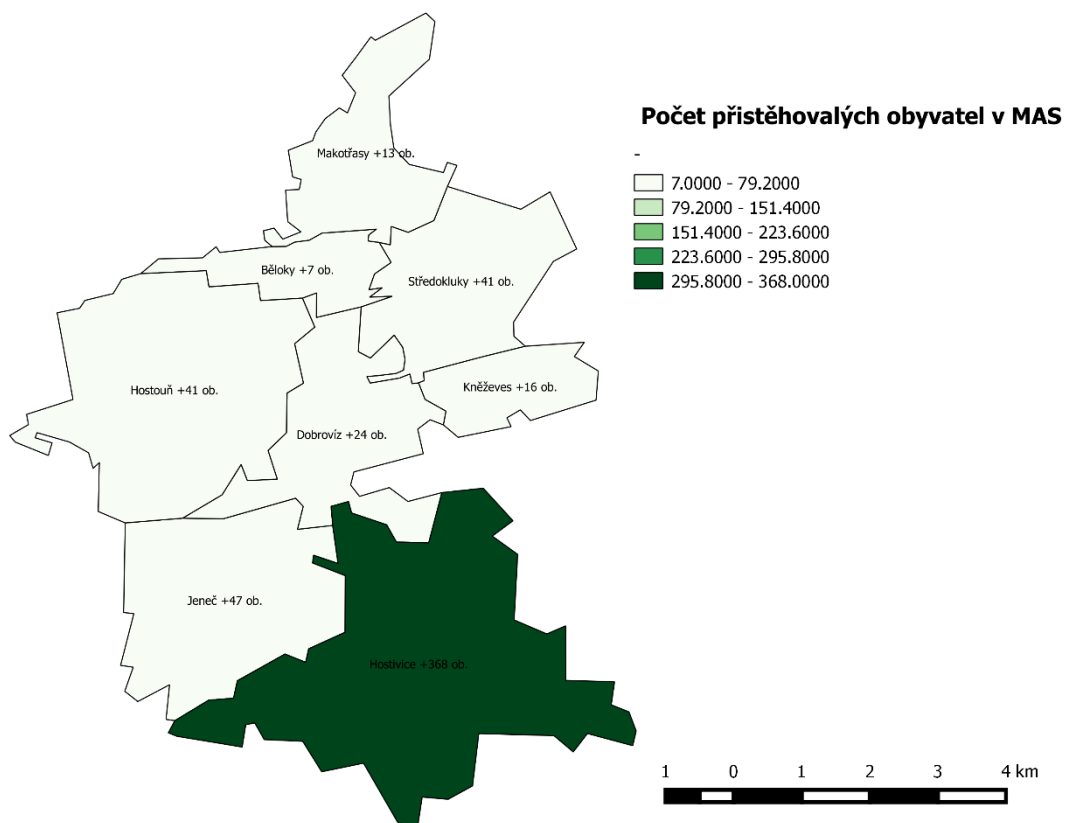 Počet přistěhovalých obyvatel v MAS
-
7.0000 - 79.2000
79.2000 - 151.4000
151.4000 - 223.6000
223.6000 - 295.8000
295.8000 - 368.0000
Makotřasy +13 ob.
Běloky +7 ob.
Středokluky +41 ob.
Hostouň +41 ob.
Kněževes +16 ob.
Dobrovíz +24 ob.
Jeneč +47 ob.
Hostivice +368 ob.
1 0 1 2 3 4 km